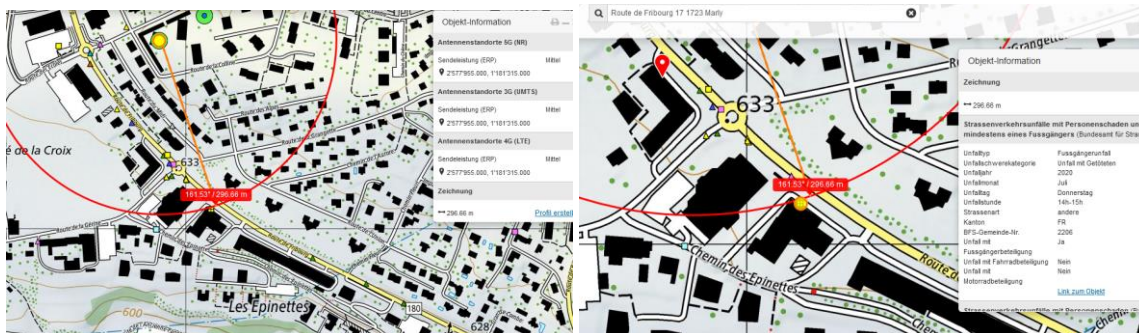 Objekt-Information
Antennenstandorte 5G (NR)
Sendeleistung (ERP) Mittel
2'577'955.000, 1'181'315.000
Antennenstandorte 3G (UMTS)
Sendeleistung (ERP) Mittel
2'577'955.000, 1'181'315.000
Antennenstandorte 4G (LTE)
Sendeleistung (ERP) Mittel
2'577'955.000, 1'181'315.000
Zeichnung
296.66 m Profil erstell
Route de la Colline
é de la Croix
633
161.53° / 296.66 m
Les Epinettes
600
180
628
Route de Fribourg 17 1723 Marly
Grangette
633
161.53° / 296.66 m
Chemin des Epinettes
Route d
Objekt-Information
Zeichnung
296.66 m
Strassenverkehrsunfälle mit Personenschaden un
mindestens eines Fussgängers (Bundesamt für Stra
Unfalltyp Fussgängerunfall
Unfallschwerekategorie Unfall mit Getöteten
Unfalljahr 2020
Unfallmonat Juli
Unfalltag Donnerstag
Unfallstunde 14h-15h
Strassenart andere
Kanton FR
BFS-Gemeinde-Nr. 2206
Unfall mit Ja
Fussgängerbeteiligung
Unfall mit Fahrradbeteiligung Nein
Unfall mit Nein
Motorradbeteiligung
Link zum Objekt